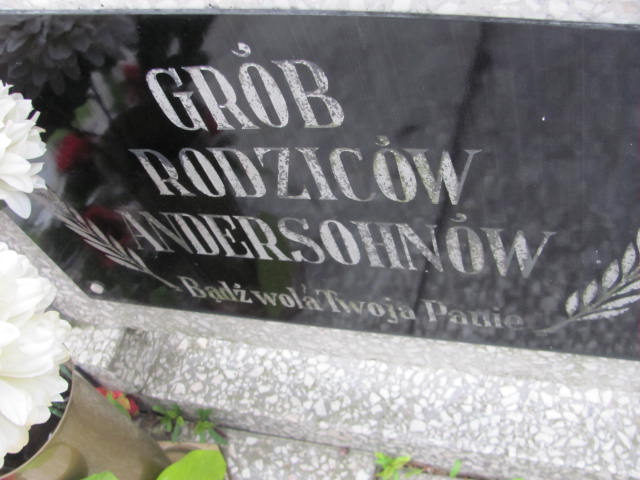 GRÓB
RODZICÓW
ANDERSOHNÓW
Bądź wola Twoja Panie